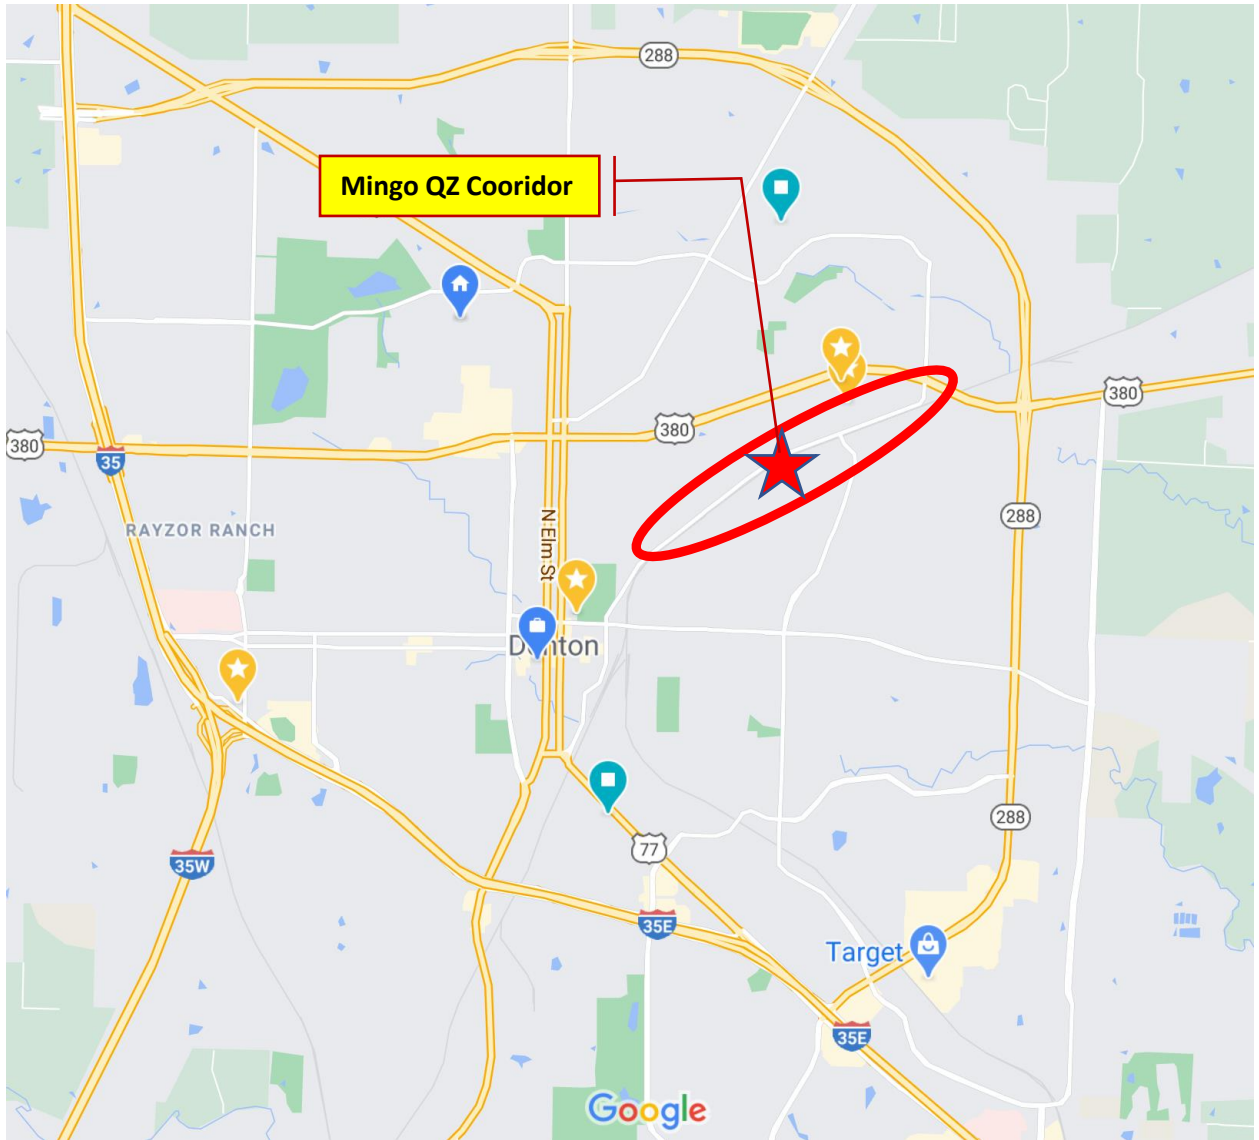 288
Mingo QZ Cooridor
380
380
380
35
RAYZOR RANCH
288
N Elm St
Denton
288
77
35W
35E
Target
35E
Google